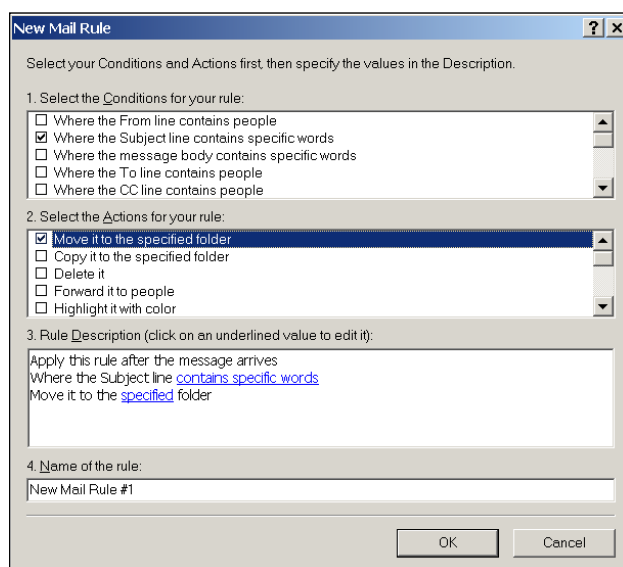 New Mail Rule
Select your Conditions and Actions first, then specify the values in the Description.
1. Select the Conditions for your rule:
Where the From line contains people
Where the Subject line contains specific words
Where the message body contains specific words
Where the To line contains people
Where the CC line contains people
2. Select the Actions for your rule:
Move it to the specified folder
Copy it to the specified folder
Delete it
Forward it to people
Highlight it with color
3. Rule Description (click on an underlined value to edit it):
Apply this rule after the message arrives
Where the Subject line contains specific words
Move it to the specified folder
4. Name of the rule:
New Mail Rule #1
OK Cancel